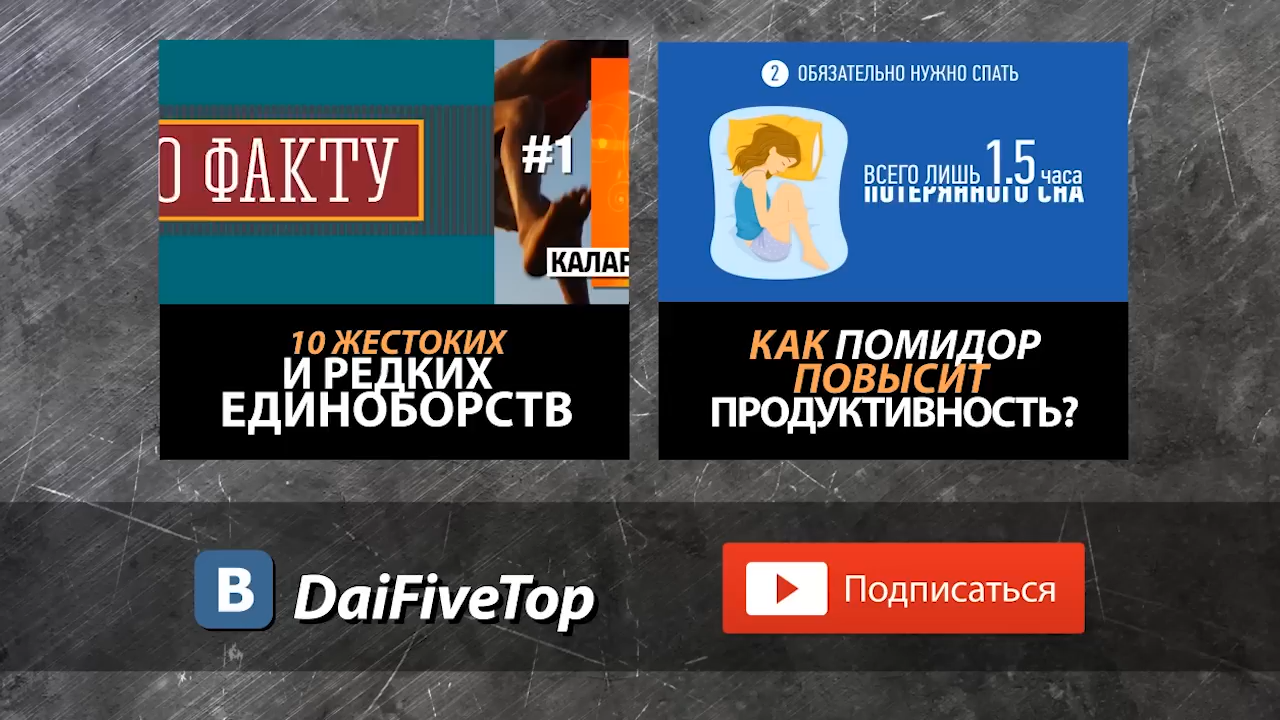 О ФАКТУ
#1
КАЛАР
10 ЖЕСТОКИХ
И РЕДКИХ
ЕДИНОБОРСТВ
2 ОБЯЗАТЕЛЬНО НУЖНО СПАТЬ
ВСЕГО ЛИШЬ 1.5 часа
ПОТЕРЯННОГО СНА
КАК ПОМИДОР
ПОВЫСИТ
ПРОДУКТИВНОСТЬ?
В DaiFiveTop
Подписаться